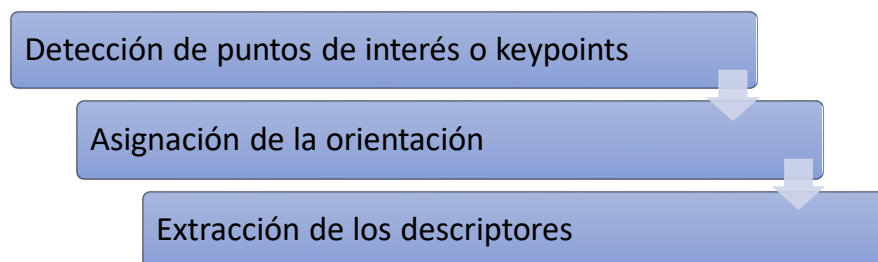 Detección de puntos de interés o keypoints
Asignación de la orientación
Extracción de los descriptores